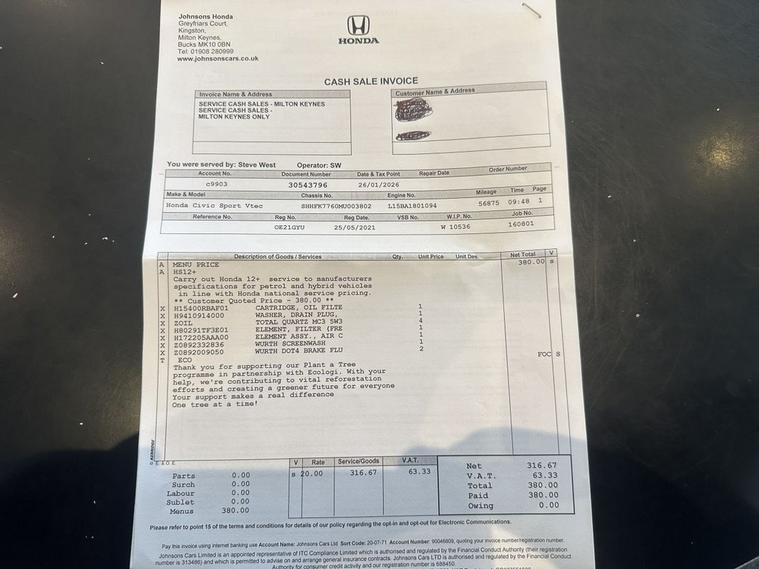 Johnsons Honda
Greyfriars Court,
Kingston,
Milton Keynes,
Bucks MK10 0BN
Tel: 01908 280999
www.johnsonscars.co.uk
HONDA
CASH SALE INVOICE
Invoice Name & Address
Customer Name & Address
SERVICE CASH SALES - MILTON KEYNES
SERVICE CASH SALES -
MILTON KEYNES ONLY
You were served by: Steve West Operator: SW
Account No. Document Number Date & Tax Point Repair Date Order Number
c9903 30543796 26/01/2026
Make & Model Chassis No. Engine No. Mileage Time Page
Honda Civic Sport Vtec SHHFK7760MU003802 L15BA1801094 56875 09:48 1
Reference No. Reg No. Reg Date. VSB No. W.I.P. No. Job No.
OE21GYU 25/05/2021 W 10536 160801
Description of Goods / Services Qty. Unit Price Unit Des. Net Total V
A MENU PRICE 380.00 S
A HS12+
Carry out Honda 12+ service to manufacturers
specifications for petrol and hybrid vehicles
in line with Honda national service pricing.
** Customer Quoted Price - 380.00 **
X H15400RBAF01 CARTRIDGE, OIL FILTE 1
X H9410914000 WASHER, DRAIN PLUG, 1
X ZOIL TOTAL QUARTZ MC3 5W3 4
X H80291TF3E01 ELEMENT, FILTER (FRE 1
X H172205AAA00 ELEMENT ASSY., AIR C 1
X Z0892332836 WURTH SCREENWASH 1
X Z0892009050 WURTH DOT4 BRAKE FLU 2
T ECO FOC S
Thank you for supporting our Plant a Tree
programme in partnership with Ecologi. With your
help, we're contributing to vital reforestation
efforts and creating a greener future for everyone
Your support makes a real difference
One tree at a time!
V Rate Service/Goods V.A.T.
S 20.00 316.67 63.33
Parts 0.00
Surch 0.00
Labour 0.00
Sublet 0.00
Menus 380.00
Net 316.67
V.A.T. 63.33
Total 380.00
Paid 380.00
Owing 0.00
Please refer to point 15 of the terms and conditions for details of our policy regarding the opt-in and opt-out for Electronic Communications.
Pay this invoice using internet banking use Account Name: Johnsons Cars Ltd Sort Code: 20-07-71 Account Number: 90046809, quoting your invoice number/registration number.
Johnsons Cars Limited is an appointed representative of ITC Compliance Limited which is authorised and regulated by the Financial Conduct Authority (their registration
number is 313486) and which is permitted to advise on and arrange general insurance contracts. Johnsons Cars LTD is authorised and regulated by the Financial Conduct
Authority for consumer credit activity and our registration number is 688450.